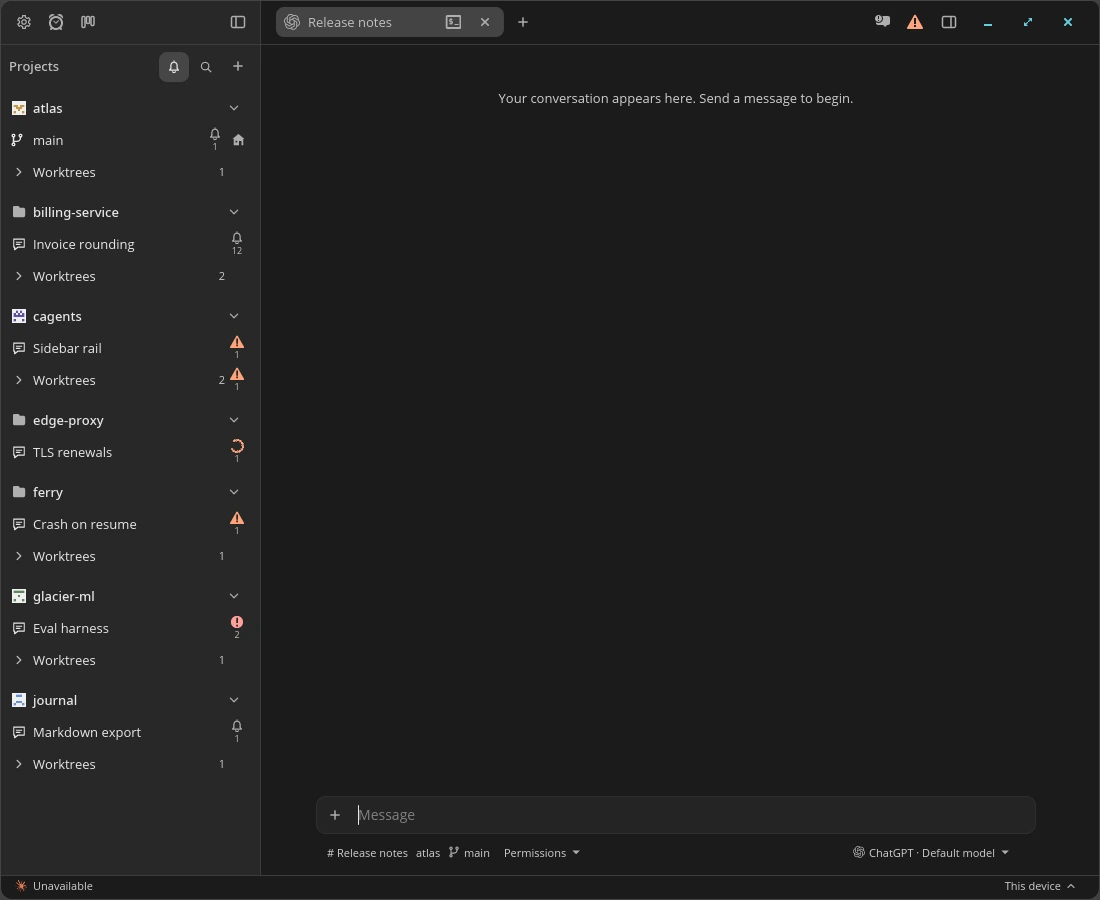 Release notes
Projects
Your conversation appears here. Send a message to begin.
atlas
main
1
Worktrees 1
billing-service
Invoice rounding
12
Worktrees 2
cagents
Sidebar rail
1
Worktrees 2
1
edge-proxy
TLS renewals
1
ferry
Crash on resume
1
Worktrees 1
glacier-ml
Eval harness
2
Worktrees 1
journal
Markdown export
1
Worktrees 1
Message
# Release notes atlas main Permissions ChatGPT · Default model
Unavailable This device